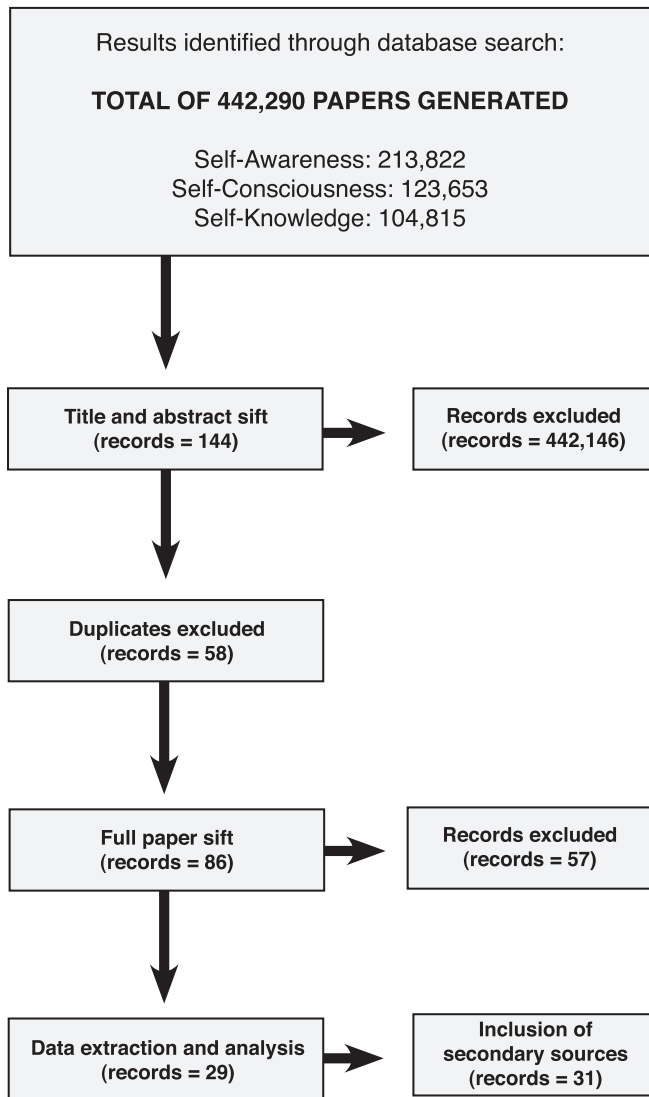 Results identified through database search:
TOTAL OF 442,290 PAPERS GENERATED
Self-Awareness: 213,822
Self-Consciousness: 123,653
Self-Knowledge: 104,815
Title and abstract sift
(records = 144)
Records excluded
(records = 442,146)
Duplicates excluded
(records = 58)
Full paper sift
(records = 86)
Records excluded
(records = 57)
Data extraction and analysis
(records = 29)
Inclusion of
secondary sources
(records = 31)